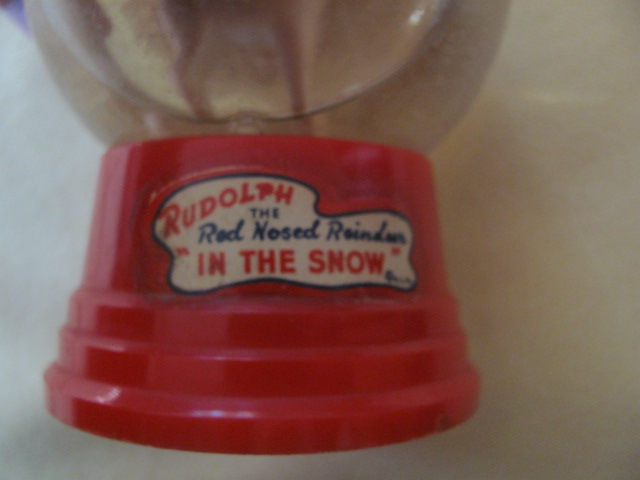 RUDOLPH
THE
Red Nosed Reindeer
"IN THE SNOW"